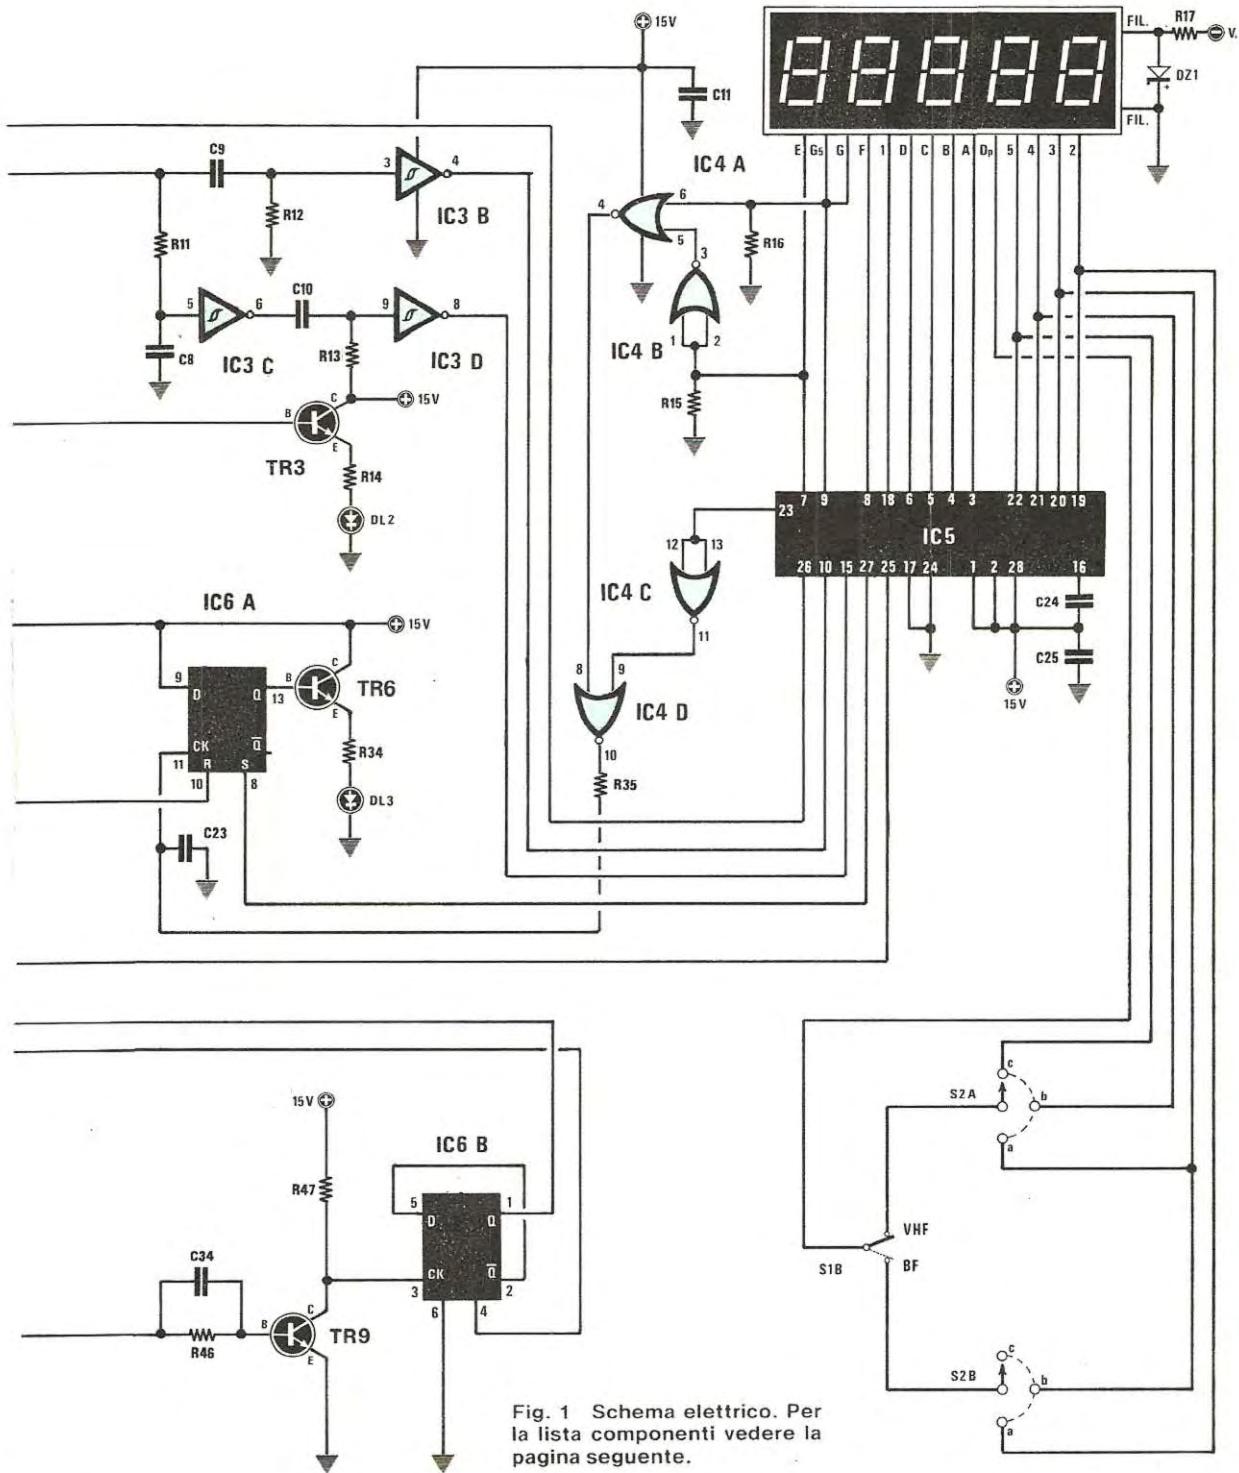 15V
FIL. R17 V.
C11
DZ1
FIL.
E G5 G F 1 D C B A Dp 5 4 3 2
C9
3 4
IC4 A
4 6
5
R12
IC3 B
R16
R11
3
C10
5 6 9 8
C8
IC3 C
R13
IC3 D
IC4 B
1 2
C
15V
R15
B
E
TR3
R14
7 9 8 18 6 5 4 3 22 21 20 19
23
DL2
IC5
12 13
26 10 15 27 25 17 24 1 2 28 16
IC4 C
C24
IC6 A
11
15V
C25
C
9
D Q
B
13
TR6
8 9
15V
E
IC4 D
CK Q
11
R34
R S
10
10 8
R35
DL3
C23
c
S2A
b
15V
a
IC6 B
R47
5 1
D Q
VHF
C34
S1B
BF
CK Q
3 2
6 4
C
B
TR9
R46
E
c
S2B
b
a
Fig. 1 Schema elettrico. Per
la lista componenti vedere la
pagina seguente.